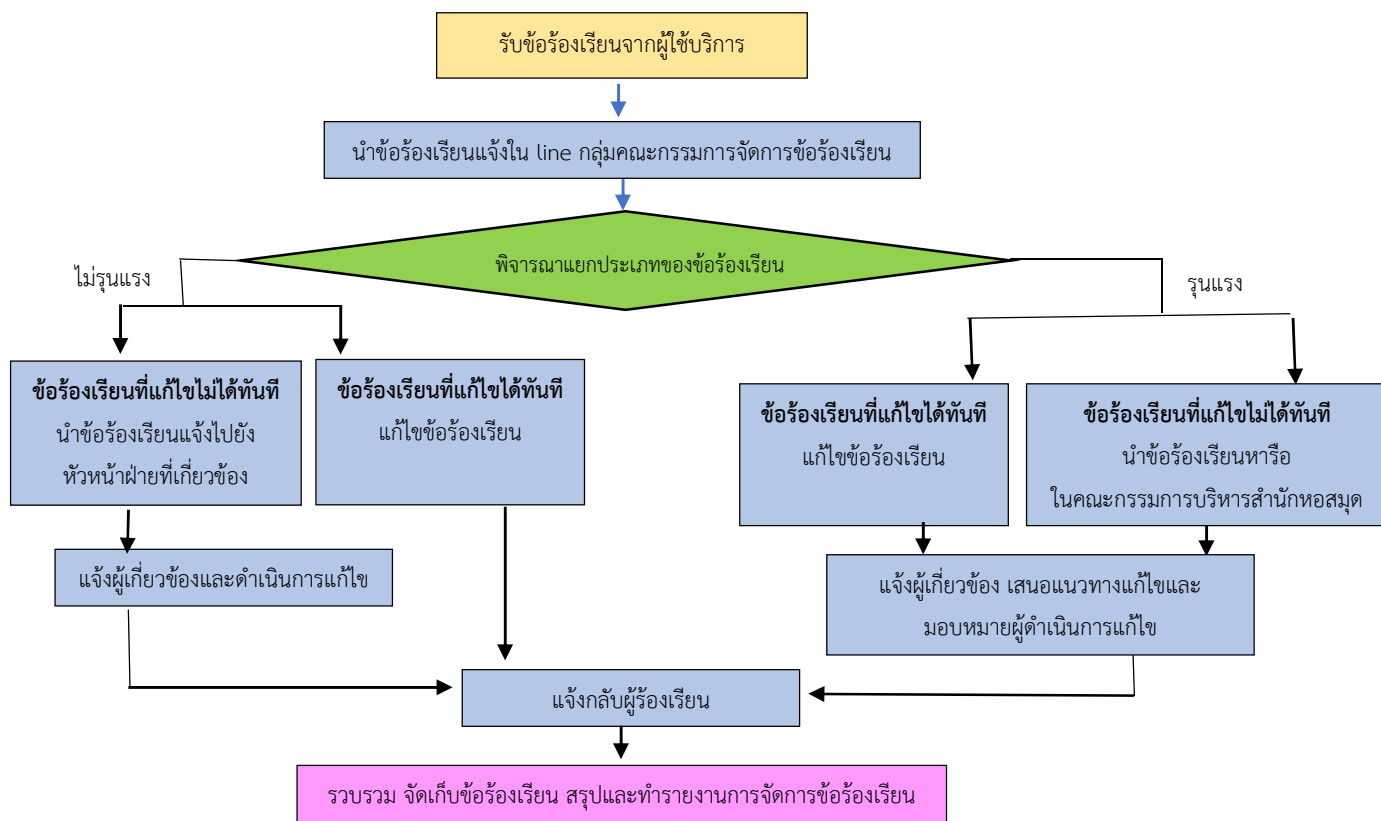 รับข้อร้องเรียนจากผู้ใช้บริการ
นำข้อร้องเรียนแจ้งใน line กลุ่มคณะกรรมการจัดการข้อร้องเรียน
พิจารณาแยกประเภทของข้อร้องเรียน
ไม่รุนแรง
รุนแรง
ข้อร้องเรียนที่แก้ไขไม่ได้ทันที
นำข้อร้องเรียนแจ้งไปยัง
หัวหน้าฝ่ายที่เกี่ยวข้อง
ข้อร้องเรียนที่แก้ไขได้ทันที
แก้ไขข้อร้องเรียน
ข้อร้องเรียนที่แก้ไขได้ทันที
แก้ไขข้อร้องเรียน
ข้อร้องเรียนที่แก้ไขไม่ได้ทันที
นำข้อร้องเรียนหารือ
ในคณะกรรมการบริหารสำนักหอสมุด
แจ้งผู้เกี่ยวข้องและดำเนินการแก้ไข
แจ้งผู้เกี่ยวข้อง เสนอแนวทางแก้ไขและ
มอบหมายผู้ดำเนินการแก้ไข
แจ้งกลับผู้ร้องเรียน
รวบรวม จัดเก็บข้อร้องเรียน สรุปและทำรายงานการจัดการข้อร้องเรียน